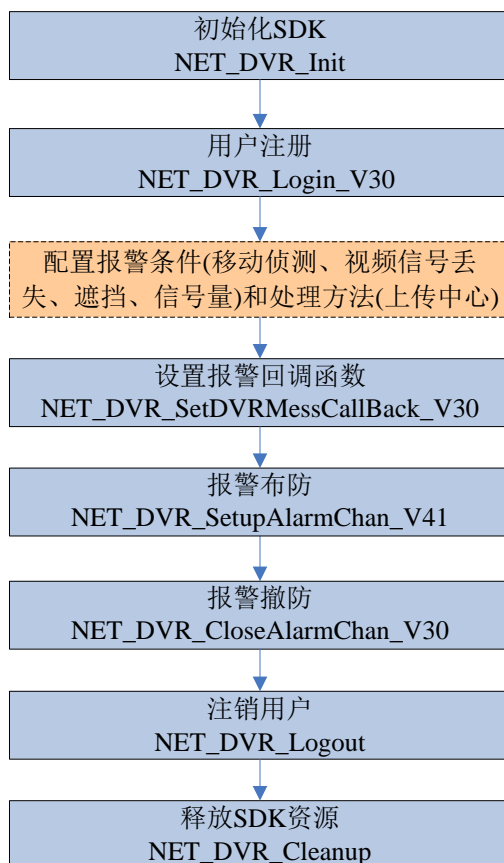 初始化SDK
NET_DVR_Init
用户注册
NET_DVR_Login_V30
配置报警条件(移动侦测、视频信号丢
失、遮挡、信号量)和处理方法(上传中心)
设置报警回调函数
NET_DVR_SetDVRMessCallBack_V30
报警布防
NET_DVR_SetupAlarmChan_V41
报警撤防
NET_DVR_CloseAlarmChan_V30
注销用户
NET_DVR_Logout
释放SDK资源
NET_DVR_Cleanup